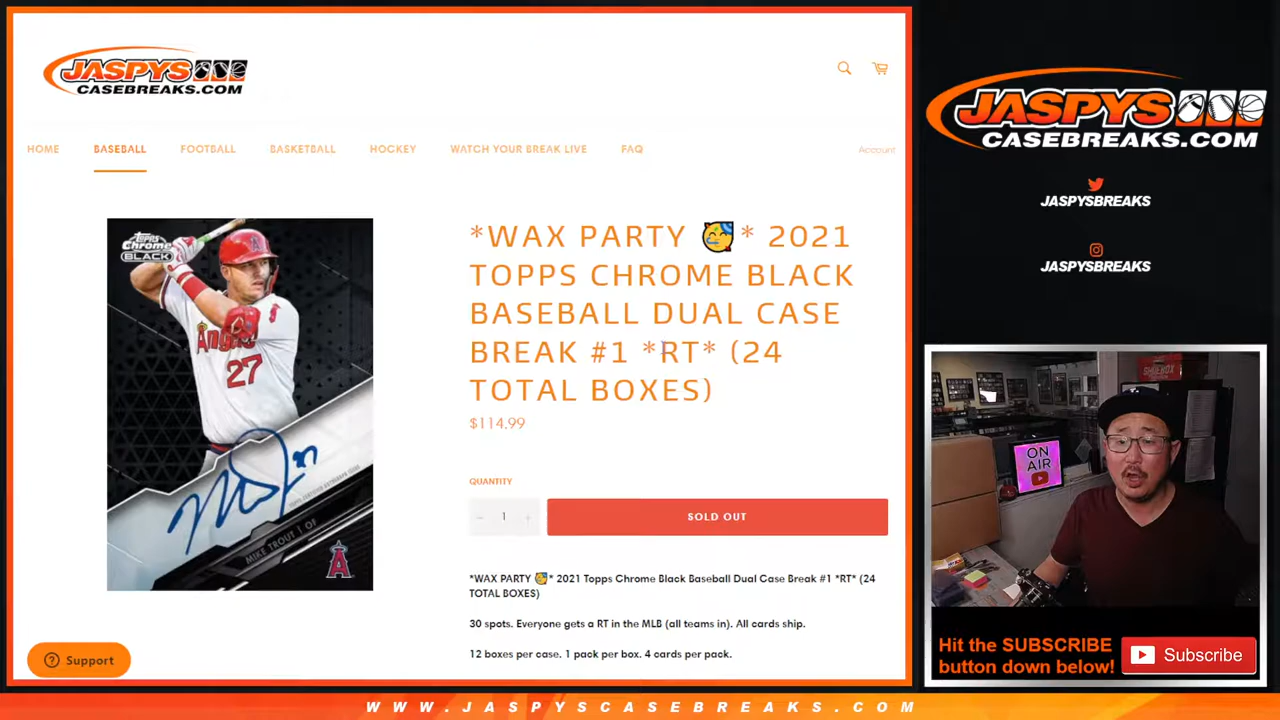 JASPYS
CASEBREAKS.COM
HOME
BASEBALL
FOOTBALL
BASKETBALL
HOCKEY
WATCH YOUR BREAK LIVE
FAQ
Account
Topps
Chrome
BLACK
Angels
27
MIKE TROUT | OF
*WAX PARTY 🥳* 2021
TOPPS CHROME BLACK
BASEBALL DUAL CASE
BREAK #1 *RT* (24
TOTAL BOXES)
$114.99
QUANTITY
− 1 +
SOLD OUT
*WAX PARTY 🥳* 2021 Topps Chrome Black Baseball Dual Case Break #1 *RT* (24
TOTAL BOXES)
30 spots. Everyone gets a RT in the MLB (all teams in). All cards ship.
12 boxes per case. 1 pack per box. 4 cards per pack.
? Support
JASPYS
CASEBREAKS.COM
JASPYSBREAKS
JASPYSBREAKS
ON
AIR
Hit the SUBSCRIBE
button down below!
Subscribe
WWW.JASPYSCASEBREAKS.COM